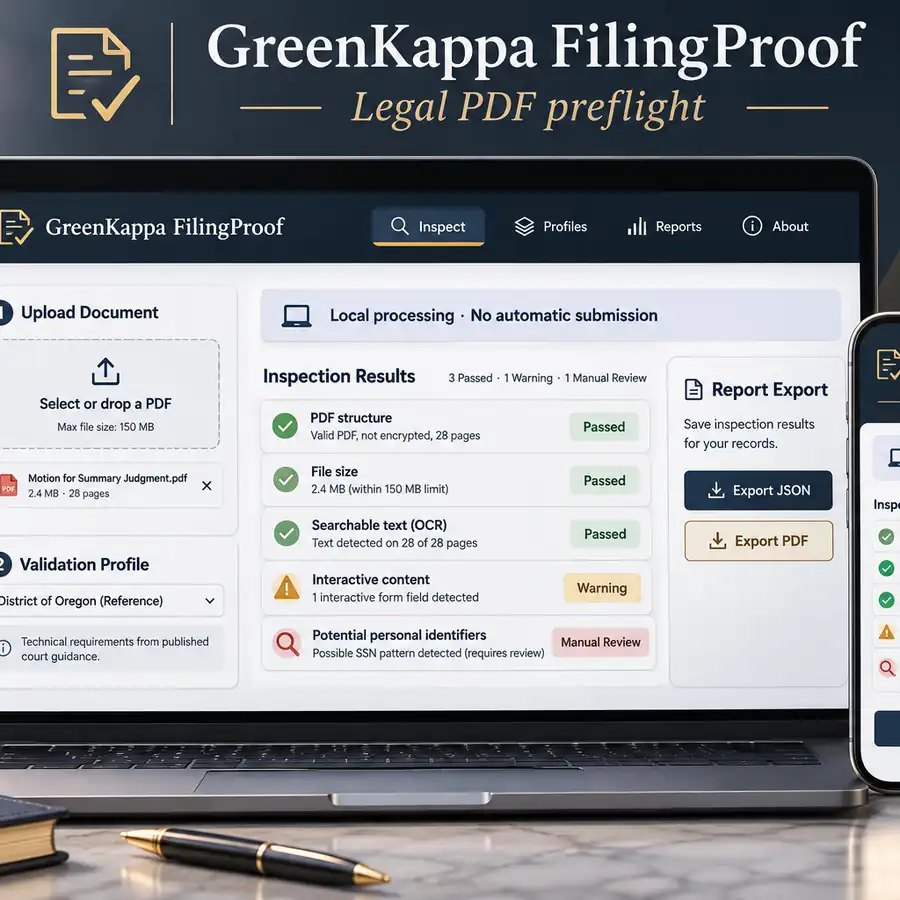 GreenKappa FilingProof
Legal PDF preflight
GreenKappa FilingProof
Inspect
Profiles
Reports
About
1 Upload Document
Select or drop a PDF
Max file size: 150 MB
PDF
Motion for Summary Judgment.pdf
2.4 MB · 28 pages
2 Validation Profile
District of Oregon (Reference)
Technical requirements from published
court guidance.
Local processing · No automatic submission
Inspection Results
3 Passed · 1 Warning · 1 Manual Review
PDF structure
Valid PDF, not encrypted, 28 pages
Passed
File size
2.4 MB (within 150 MB limit)
Passed
Searchable text (OCR)
Text detected on 28 of 28 pages
Passed
Interactive content
1 interactive form field detected
Warning
Potential personal identifiers
Possible SSN pattern detected (requires review)
Manual Review
Report Export
Save inspection results
for your records.
Export JSON
Export PDF
Inspe